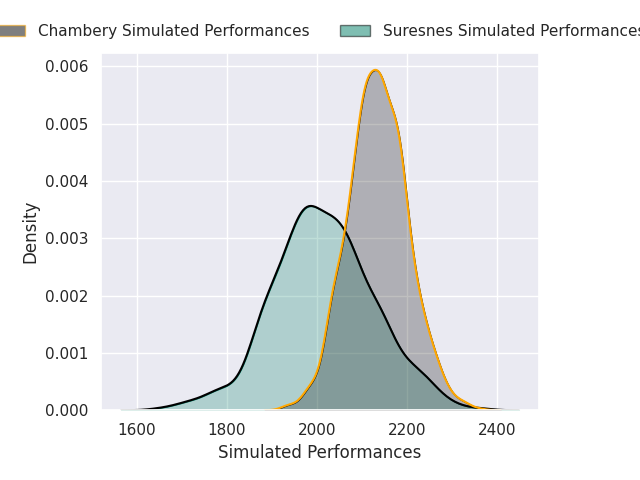 Chambery Simulated Performances Suresnes Simulated Performances
0.006
0.005
0.004
0.003
0.002
0.001
0.000
Density
1600 1800 2000 2200 2400
Simulated Performances